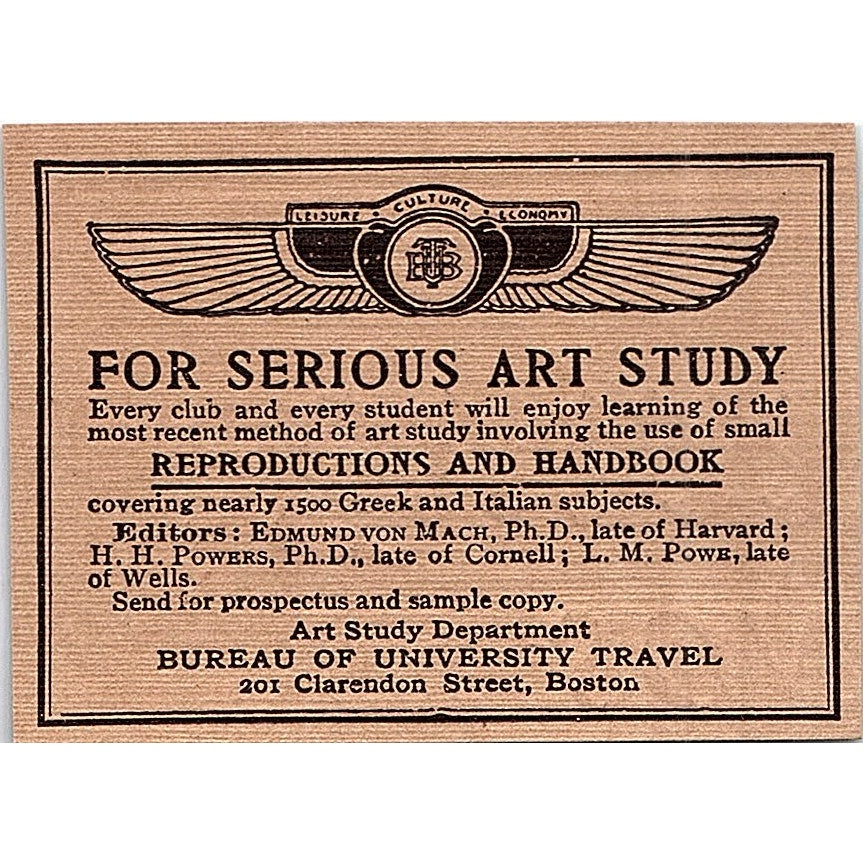 LEISURE • CULTURE • ECONOMY
BUT
FOR SERIOUS ART STUDY
Every club and every student will enjoy learning of the
most recent method of art study involving the use of small
REPRODUCTIONS AND HANDBOOK
covering nearly 1500 Greek and Italian subjects.
Editors: EDMUND VON MACH, Ph.D., late of Harvard;
H. H. POWERS, Ph.D., late of Cornell; L. M. POWE, late
of Wells.
Send for prospectus and sample copy.
Art Study Department
BUREAU OF UNIVERSITY TRAVEL
201 Clarendon Street, Boston